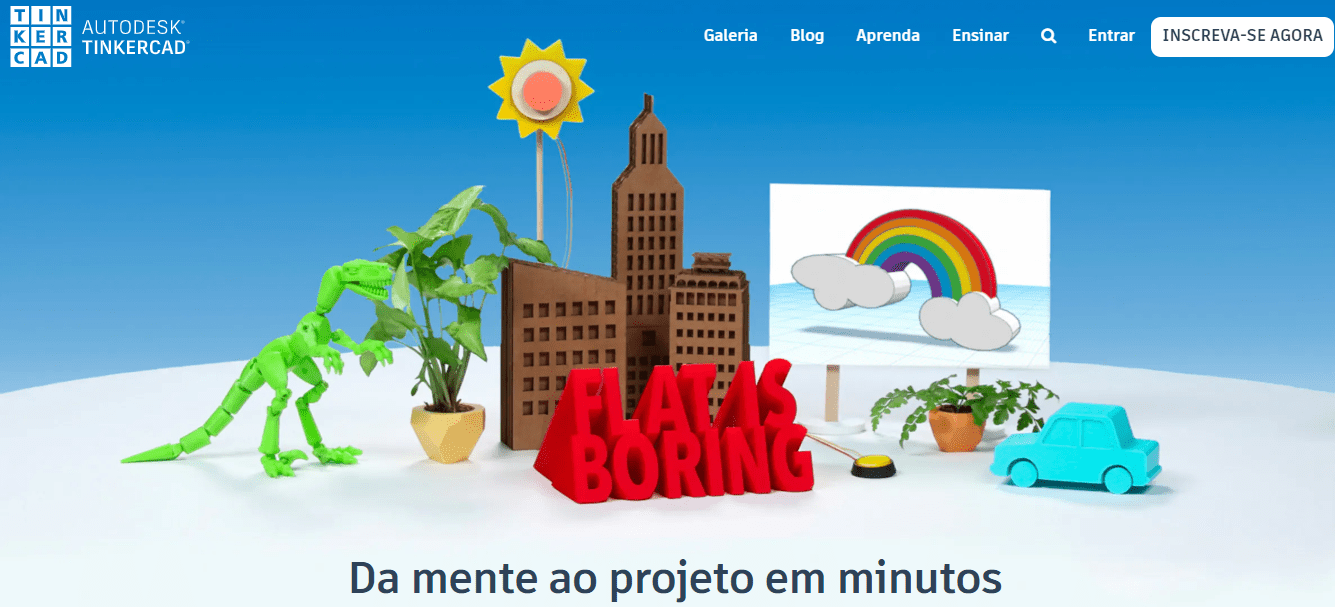 TIN
KER
CAD
AUTODESK®
TINKERCAD®
Galeria
Blog
Aprenda
Ensinar
Entrar
INSCREVA-SE AGORA
FLAT IS
BORING
Da mente ao projeto em minutos